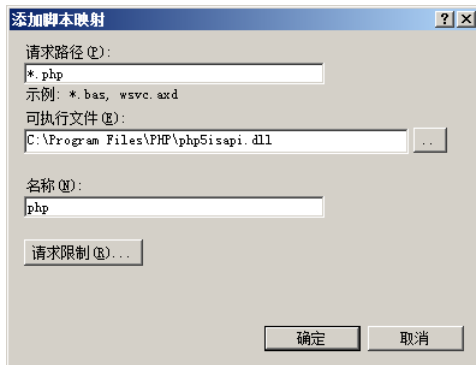 添加脚本映射
请求路径(P):
*.php
示例: *.bas, wsvc.axd
可执行文件(E):
C:\Program Files\PHP\php5isapi.dll
..
名称(N):
php
请求限制(R)...
确定
取消